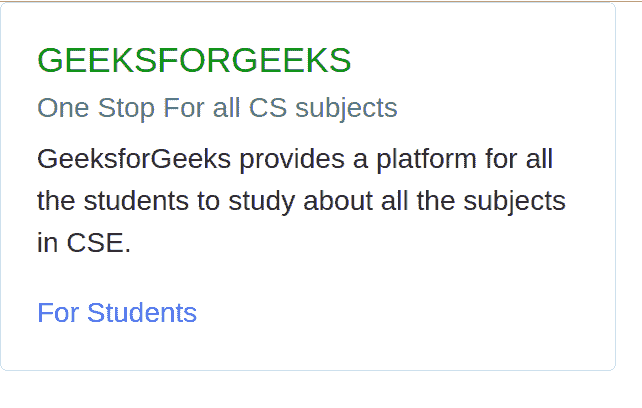 GEEKSFORGEEKS
One Stop For all CS subjects
GeeksforGeeks provides a platform for all
the students to study about all the subjects
in CSE.
For Students